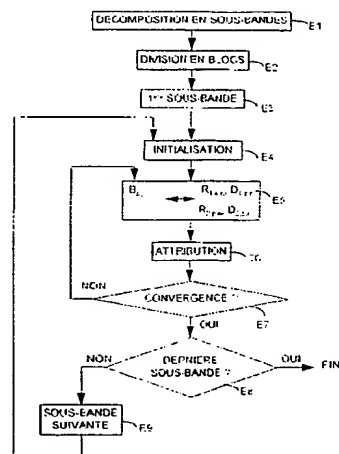 DECOMPOSITION EN SOUS-BANDES E1
DIVISION EN BLOCS E2
SOUS-BANDE E3
INITIALISATION E4
E5
ATTRIBUTION E6
NON CONVERGENCE ? E7
OUI
NON DERNIERE SOUS-BANDE ? OUI FIN
E8
SOUS-BANDE
SUIVANTE E9